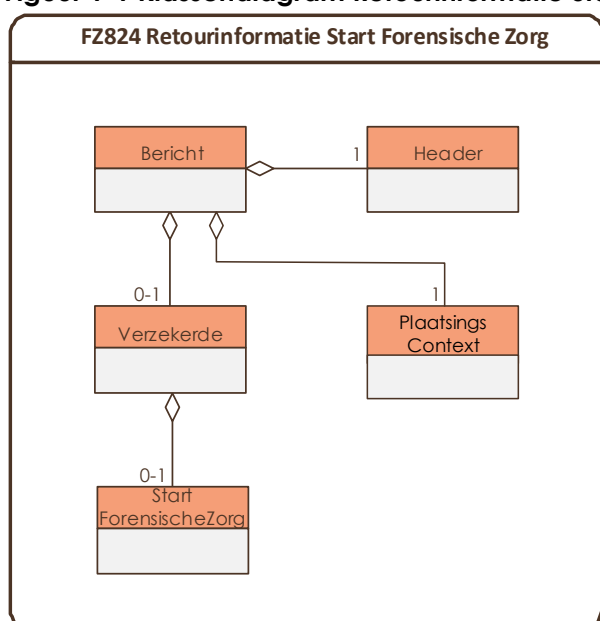 FZ824 Retourinformatie Start Forensische Zorg
Bericht
1
Header
0-1
1
Verzekerde
Plaatsings
Context
0-1
Start
ForensischeZorg